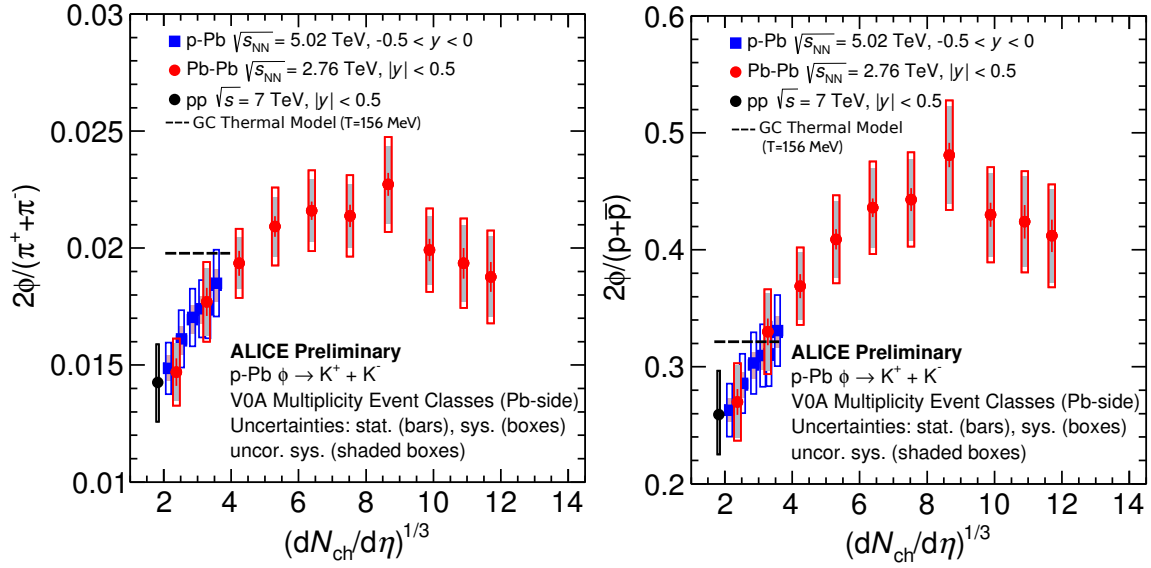 0.03
0.025
0.02
0.015
0.01
2ϕ/(π⁺+π⁻)
p-Pb √s_NN = 5.02 TeV, -0.5 < y < 0
Pb-Pb √s_NN = 2.76 TeV, |y| < 0.5
pp √s = 7 TeV, |y| < 0.5
GC Thermal Model (T=156 MeV)
ALICE Preliminary
p-Pb ϕ → K⁺ + K⁻
V0A Multiplicity Event Classes (Pb-side)
Uncertainties: stat. (bars), sys. (boxes)
uncor. sys. (shaded boxes)
2 4 6 8 10 12 14
(dN_ch/dη)^1/3
0.6
0.5
0.4
0.3
0.2
2ϕ/(p+p̅)
p-Pb √s_NN = 5.02 TeV, -0.5 < y < 0
Pb-Pb √s_NN = 2.76 TeV, |y| < 0.5
pp √s = 7 TeV, |y| < 0.5
GC Thermal Model
(T=156 MeV)
ALICE Preliminary
p-Pb ϕ → K⁺ + K⁻
V0A Multiplicity Event Classes (Pb-side)
Uncertainties: stat. (bars), sys. (boxes)
uncor. sys. (shaded boxes)
2 4 6 8 10 12 14
(dN_ch/dη)^1/3